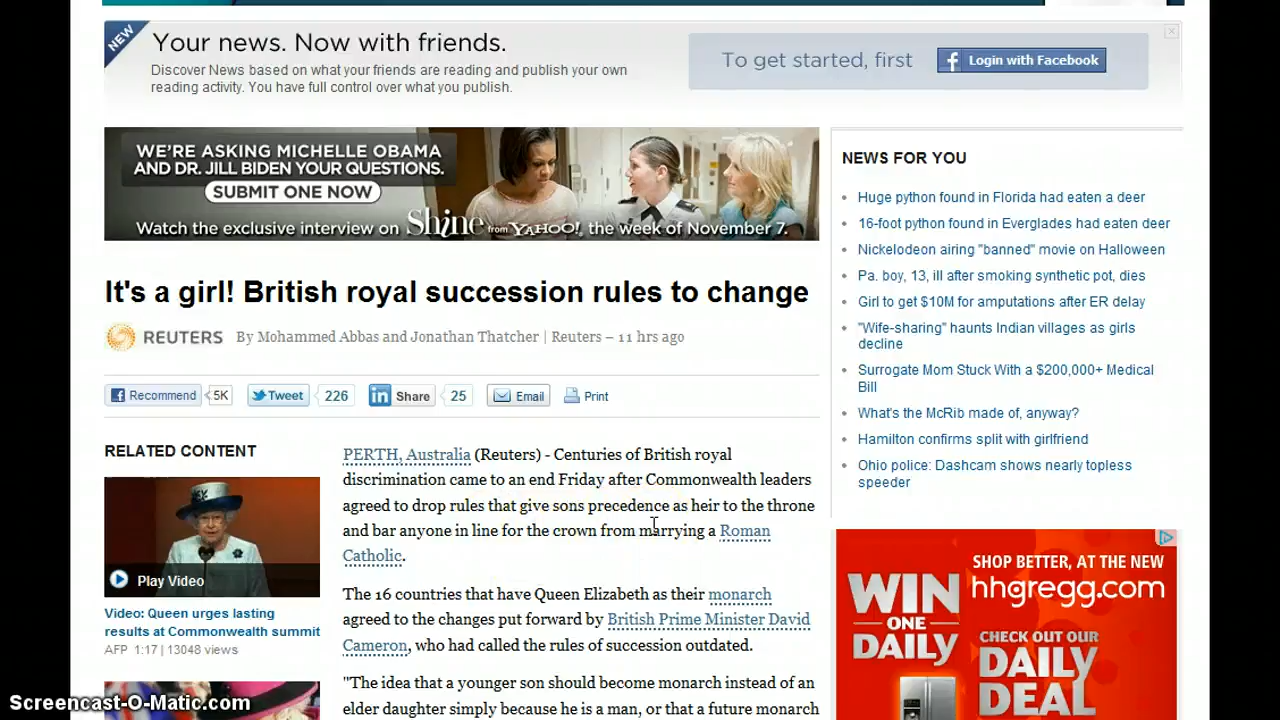 NEW
Your news. Now with friends.
Discover News based on what your friends are reading and publish your own
reading activity. You have full control over what you publish.
To get started, first
f Login with Facebook
WE'RE ASKING MICHELLE OBAMA
AND DR. JILL BIDEN YOUR QUESTIONS.
SUBMIT ONE NOW
Watch the exclusive interview on Shine from YAHOO!, the week of November 7.
It's a girl! British royal succession rules to change
REUTERS By Mohammed Abbas and Jonathan Thatcher | Reuters – 11 hrs ago
f Recommend 5K Tweet 226 in Share 25 Email Print
RELATED CONTENT
Play Video
Video: Queen urges lasting
results at Commonwealth summit
AFP 1:17 | 13048 views
PERTH, Australia (Reuters) - Centuries of British royal
discrimination came to an end Friday after Commonwealth leaders
agreed to drop rules that give sons precedence as heir to the throne
and bar anyone in line for the crown from marrying a Roman
Catholic.
The 16 countries that have Queen Elizabeth as their monarch
agreed to the changes put forward by British Prime Minister David
Cameron, who had called the rules of succession outdated.
"The idea that a younger son should become monarch instead of an
elder daughter simply because he is a man, or that a future monarch
NEWS FOR YOU
Huge python found in Florida had eaten a deer
16-foot python found in Everglades had eaten deer
Nickelodeon airing "banned" movie on Halloween
Pa. boy, 13, ill after smoking synthetic pot, dies
Girl to get $10M for amputations after ER delay
"Wife-sharing" haunts Indian villages as girls
decline
Surrogate Mom Stuck With a $200,000+ Medical
Bill
What's the McRib made of, anyway?
Hamilton confirms split with girlfriend
Ohio police: Dashcam shows nearly topless
speeder
WIN
ONE
DAILY
SHOP BETTER, AT THE NEW
hhgregg.com
CHECK OUT OUR
DAILY
DEAL
Screencast-O-Matic.com